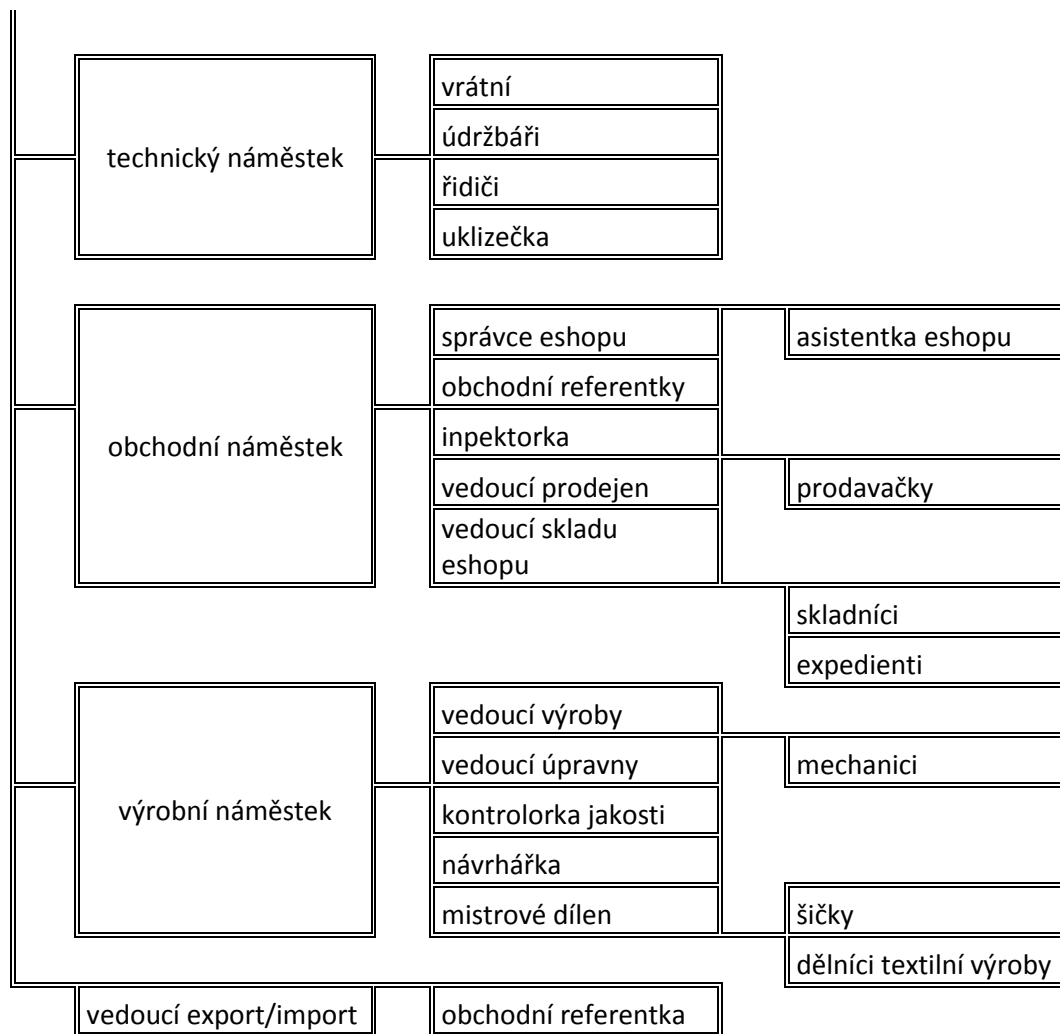 vrátní
údržbáři
technický náměstek
řidiči
uklizečka
správce eshopu
asistentka eshopu
obchodní referentky
obchodní náměstek
inpektorka
vedoucí prodejen
prodavačky
vedoucí skladu
eshopu
skladníci
expedienti
vedoucí výroby
vedoucí úpravny
mechanici
výrobní náměstek
kontrolorka jakosti
návrhářka
mistrové dílen
šičky
dělníci textilní výroby
vedoucí export/import
obchodní referentka